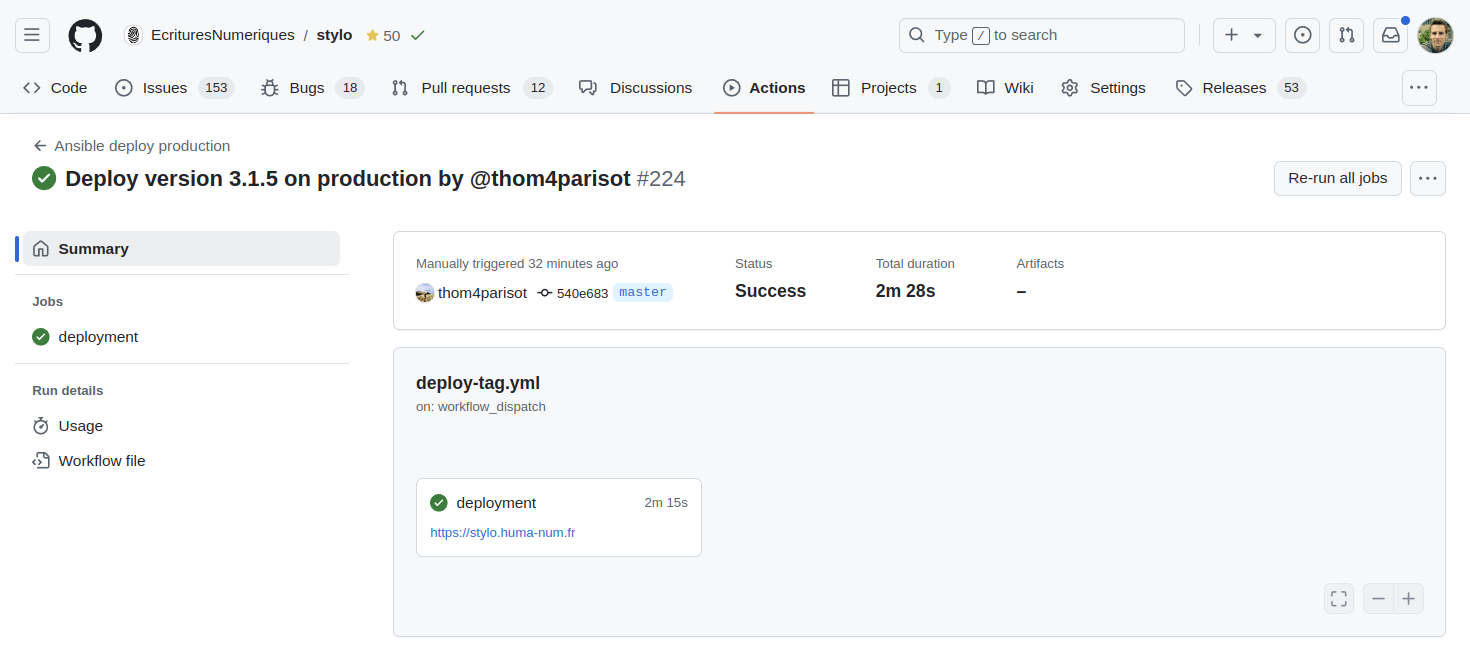 EcrituresNumeriques / stylo 50
Type / to search
Code
Issues 153
Bugs 18
Pull requests 12
Discussions
Actions
Projects 1
Wiki
Settings
Releases 53
Ansible deploy production
Deploy version 3.1.5 on production by @thom4parisot #224
Re-run all jobs
Summary
Jobs
deployment
Run details
Usage
Workflow file
Manually triggered 32 minutes ago
thom4parisot 540e683 master
Status
Success
Total duration
2m 28s
Artifacts
–
deploy-tag.yml
on: workflow_dispatch
deployment 2m 15s
https://stylo.huma-num.fr